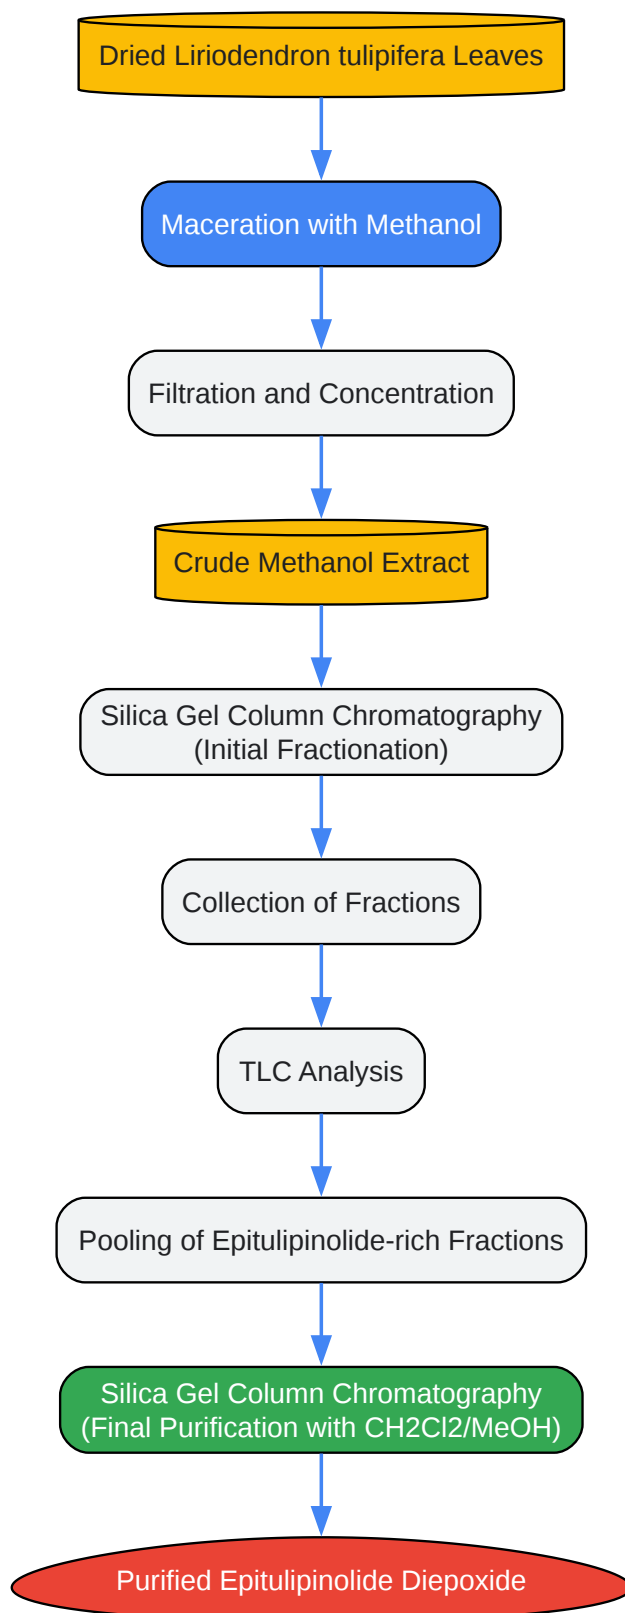 Dried Liriodendron tulipifera Leaves
Maceration with Methanol
Filtration and Concentration
Crude Methanol Extract
Silica Gel Column Chromatography
(Initial Fractionation)
Collection of Fractions
TLC Analysis
Pooling of Epitulipinolide-rich Fractions
Silica Gel Column Chromatography
(Final Purification with CH2Cl2/MeOH)
Purified Epitulipinolide Diepoxide